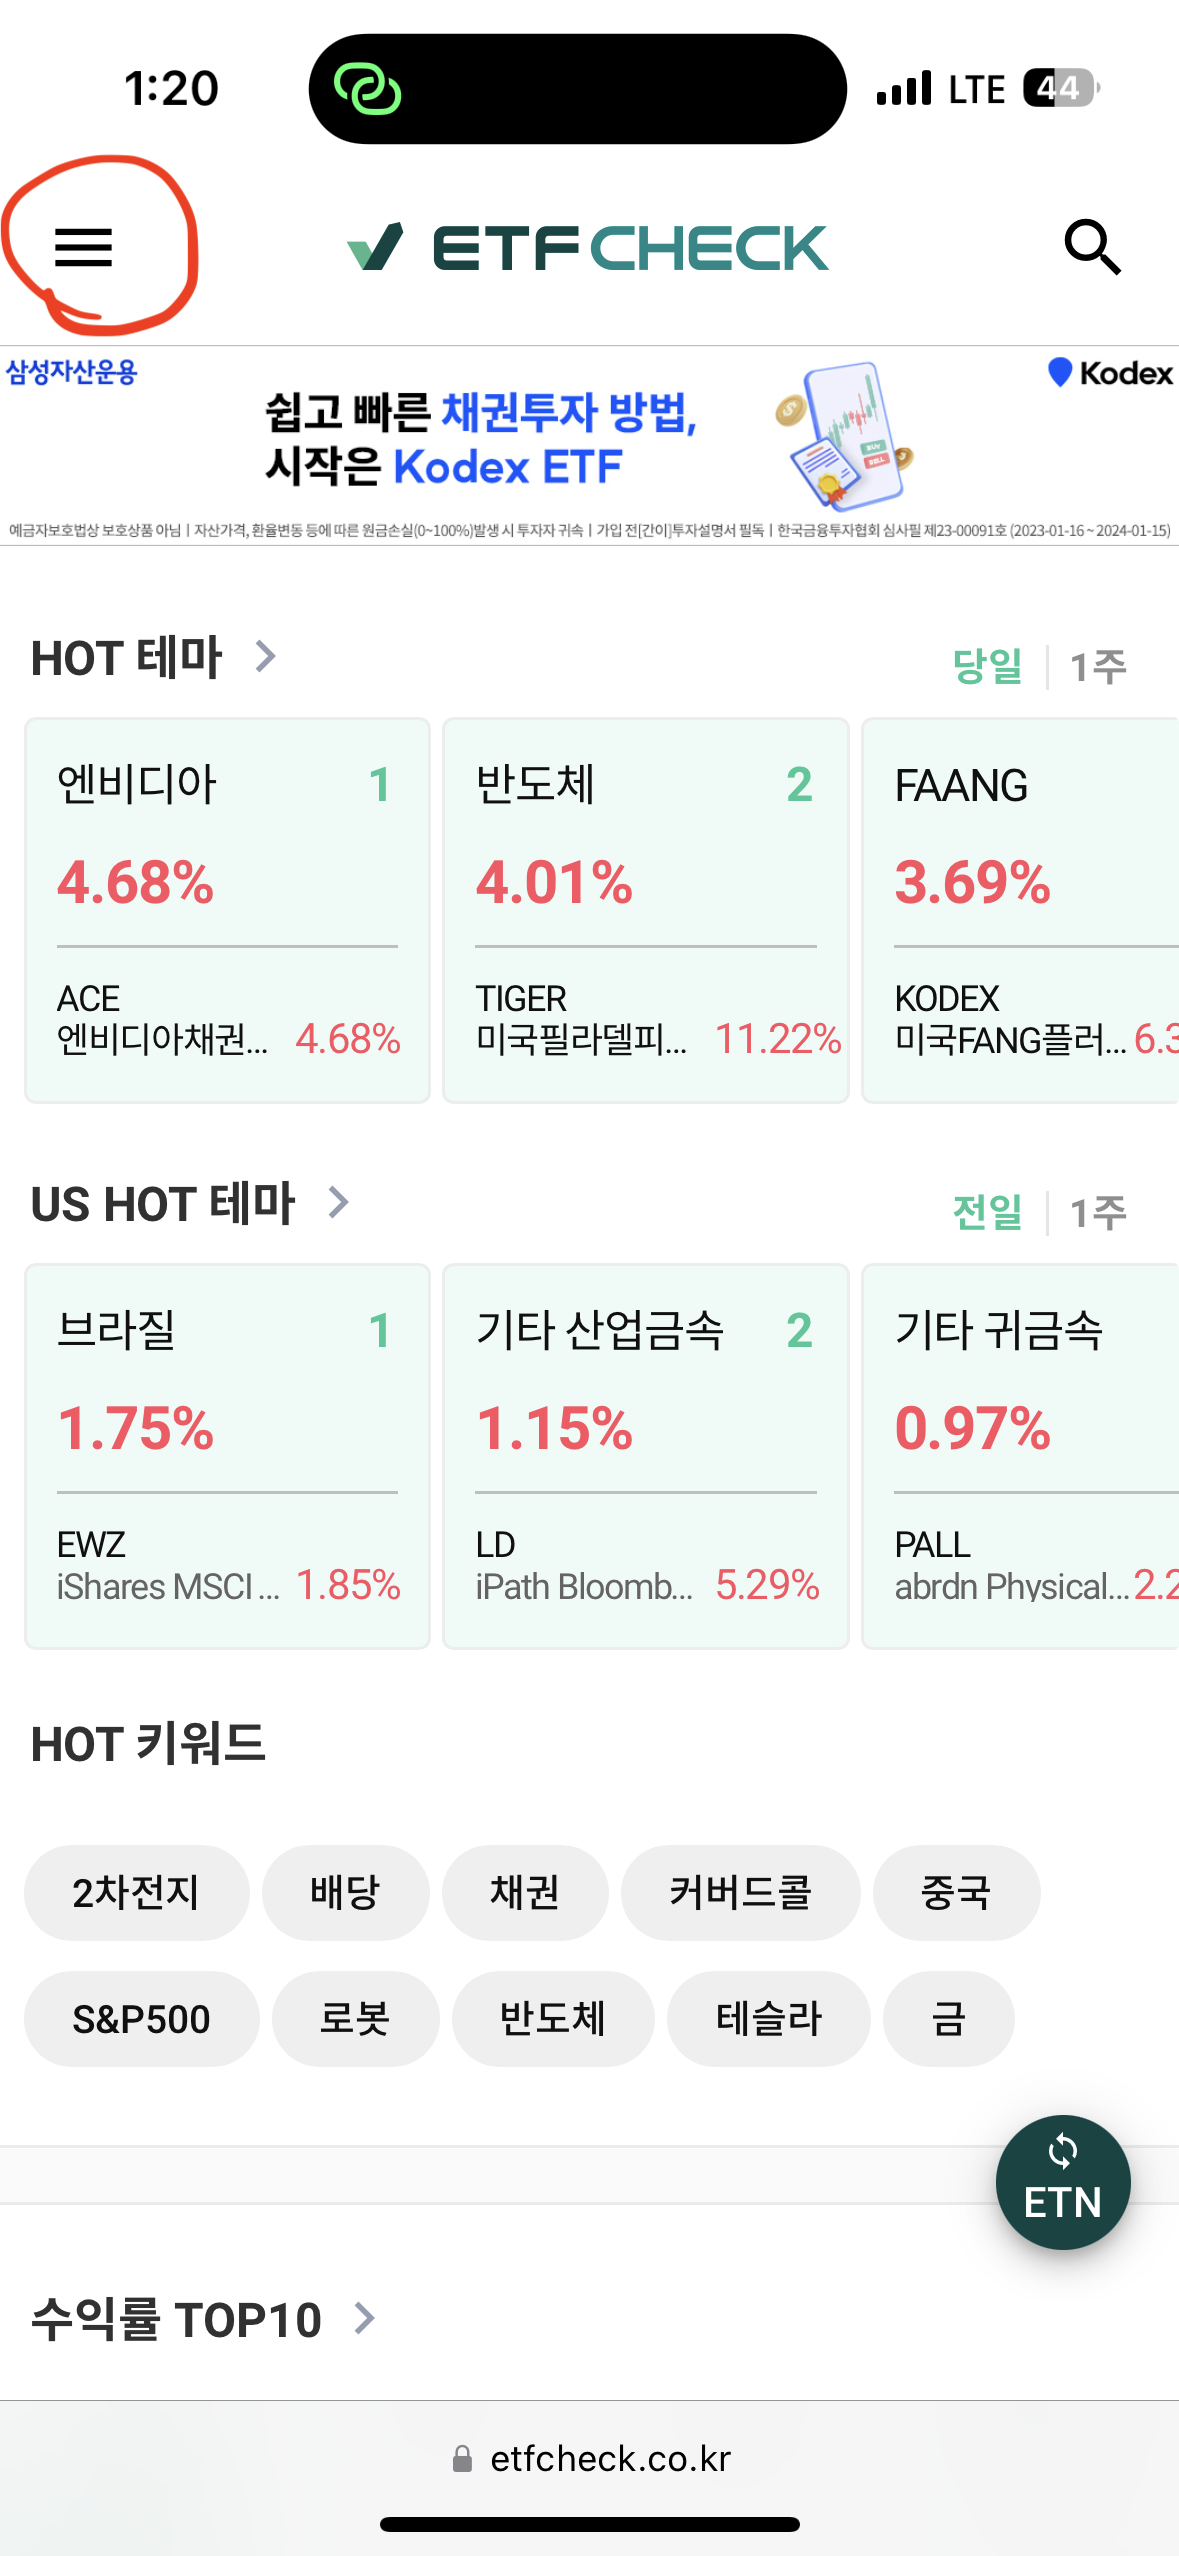 1:20
LTE 44
ETF CHECK
삼성자산운용
Kodex
쉽고 빠른 채권투자 방법,
시작은 Kodex ETF
BUY
SELL
예금자보호법상 보호상품 아님 | 자산가격, 환율변동 등에 따른 원금손실(0~100%)발생 시 투자자 귀속 | 가입 전[간이]투자설명서 필독 | 한국금융투자협회 심사필 제23-00091호 (2023-01-16 ~ 2024-01-15)
HOT 테마
당일 | 1주
엔비디아 1
4.68%
ACE
엔비디아채권... 4.68%
반도체 2
4.01%
TIGER
미국필라델피... 11.22%
FAANG
3.69%
KODEX
미국FANG플러... 6.3
US HOT 테마
전일 | 1주
브라질 1
1.75%
EWZ
iShares MSCI ... 1.85%
기타 산업금속 2
1.15%
LD
iPath Bloomb... 5.29%
기타 귀금속
0.97%
PALL
abrdn Physical... 2.2
HOT 키워드
2차전지 배당 채권 커버드콜 중국
S&P500 로봇 반도체 테슬라 금
ETN
수익률 TOP10
etfcheck.co.kr